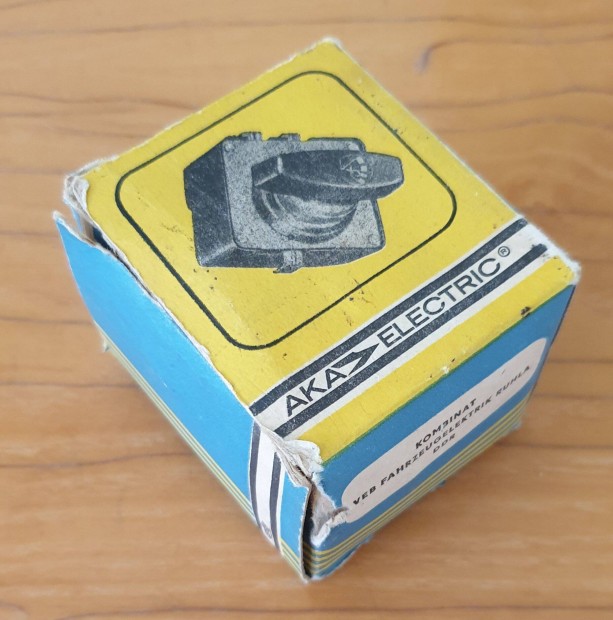 AKA ELECTRIC®
KOMBINAT
VEB FAHRZEUGELEKTRIK RUHLA
DDR